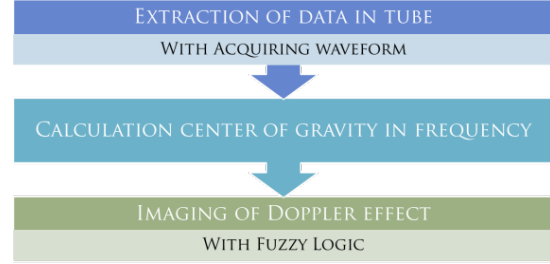 Extraction of data in tube
With Acquiring waveform
Calculation center of gravity in frequency
Imaging of Doppler effect
With Fuzzy Logic